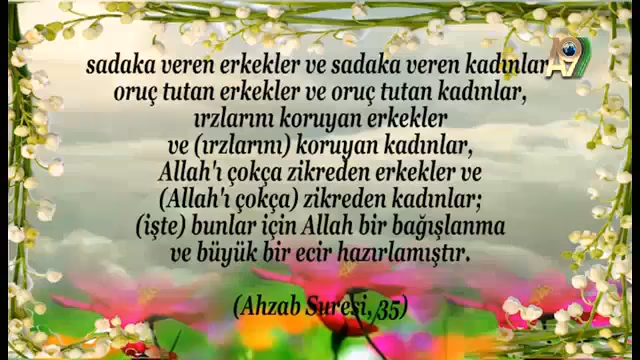 A9
sadaka veren erkekler ve sadaka veren kadınlar,
oruç tutan erkekler ve oruç tutan kadınlar,
ırzlarını koruyan erkekler
ve (ırzlarını) koruyan kadınlar,
Allah'ı çokça zikreden erkekler ve
(Allah'ı çokça) zikreden kadınlar;
(işte) bunlar için Allah bir bağışlanma
ve büyük bir ecir hazırlamıştır.
(Ahzab Suresi, 35)